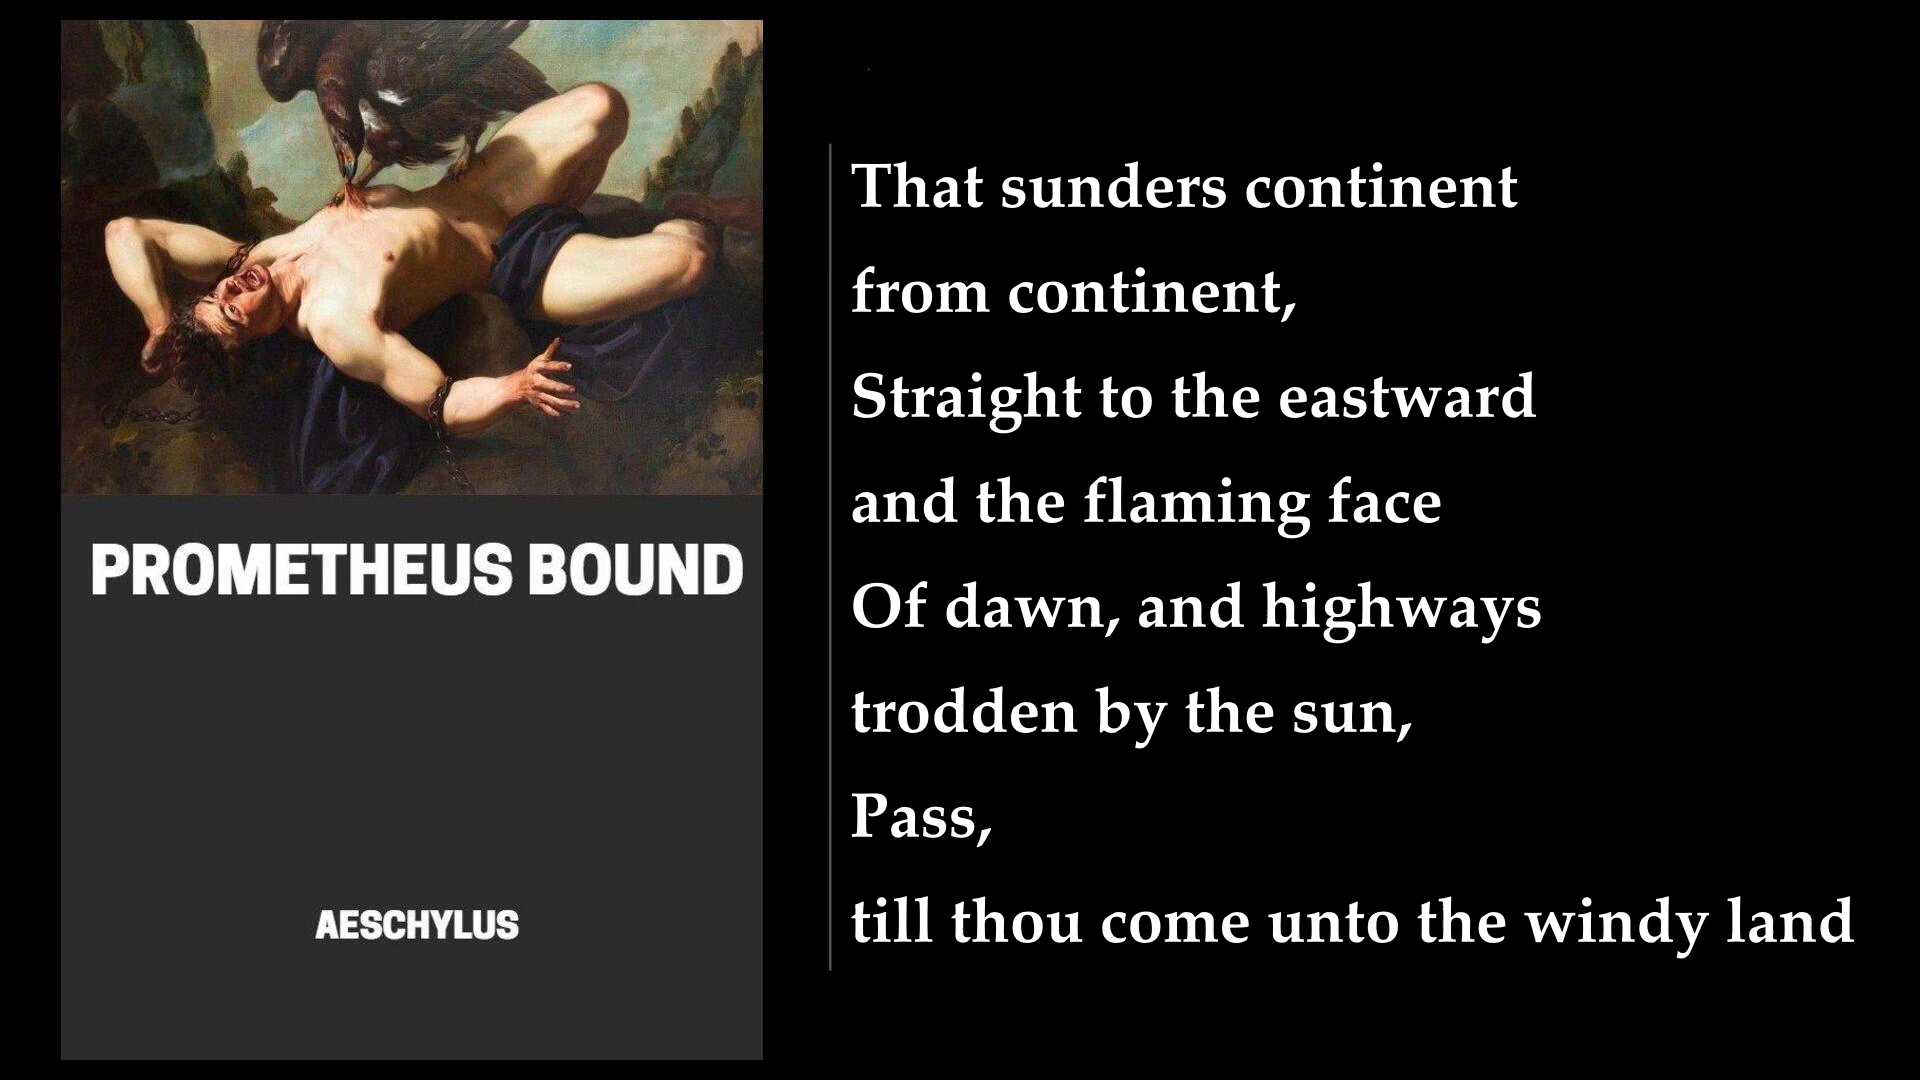 PROMETHEUS BOUND
AESCHYLUS
That sunders continent
from continent,
Straight to the eastward
and the flaming face
Of dawn, and highways
trodden by the sun,
Pass,
till thou come unto the windy land